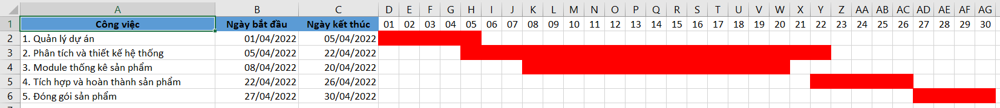 A B C D E F G H I J K L M N O P Q R S T U V W X Y Z AA AB AC AD AE AF AG
1 Công việc Ngày bắt đầu Ngày kết thúc 01 02 03 04 05 06 07 08 09 10 11 12 13 14 15 16 17 18 19 20 21 22 23 24 25 26 27 28 29 30
2 1. Quản lý dự án 01/04/2022 05/04/2022
3 2. Phân tích và thiết kế hệ thống 05/04/2022 22/04/2022
4 3. Module thống kê sản phẩm 08/04/2022 20/04/2022
5 4. Tích hợp và hoàn thành sản phẩm 22/04/2022 26/04/2022
6 5. Đóng gói sản phẩm 27/04/2022 30/04/2022